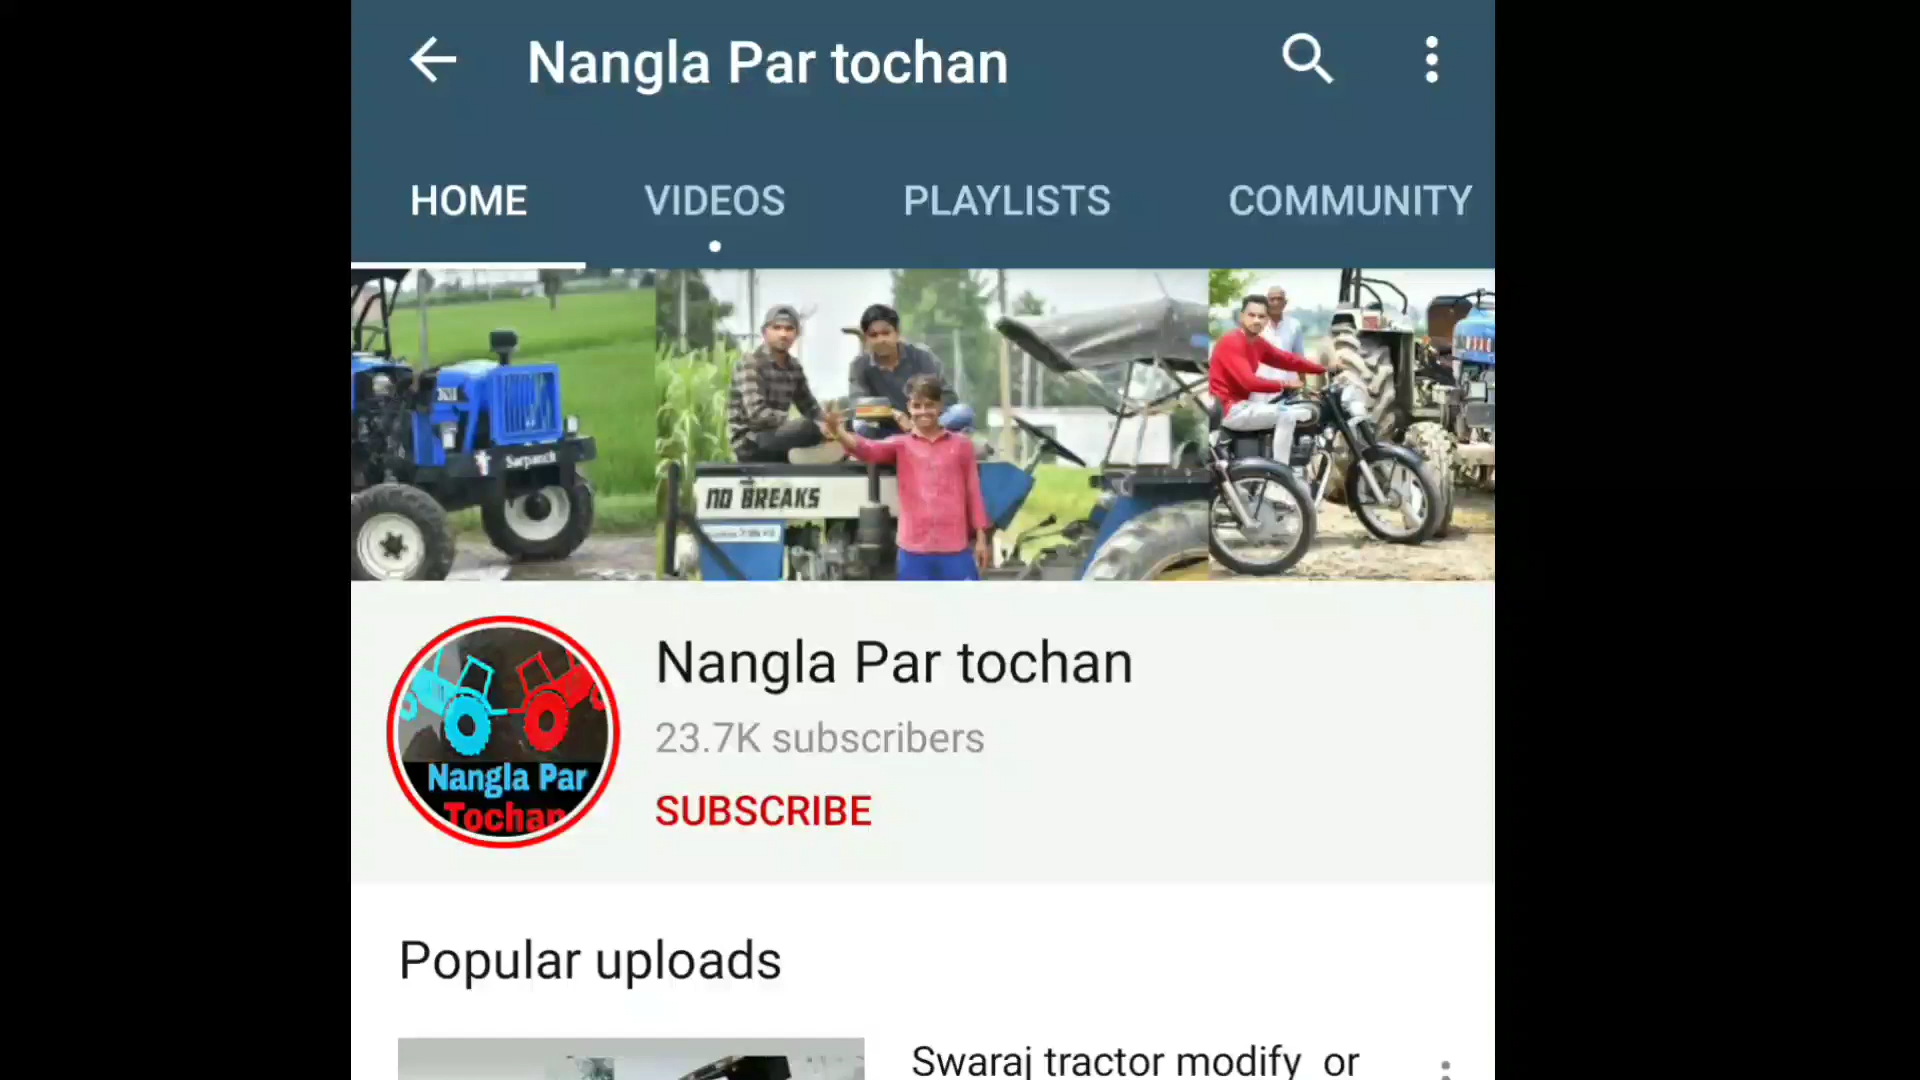 Nangla Par tochan
HOME VIDEOS PLAYLISTS COMMUNITY
Sarpanch
NO BREAKS
Nangla Par tochan
23.7K subscribers
SUBSCRIBE
Nangla Par
Tochan
Popular uploads
Swaraj tractor modify or